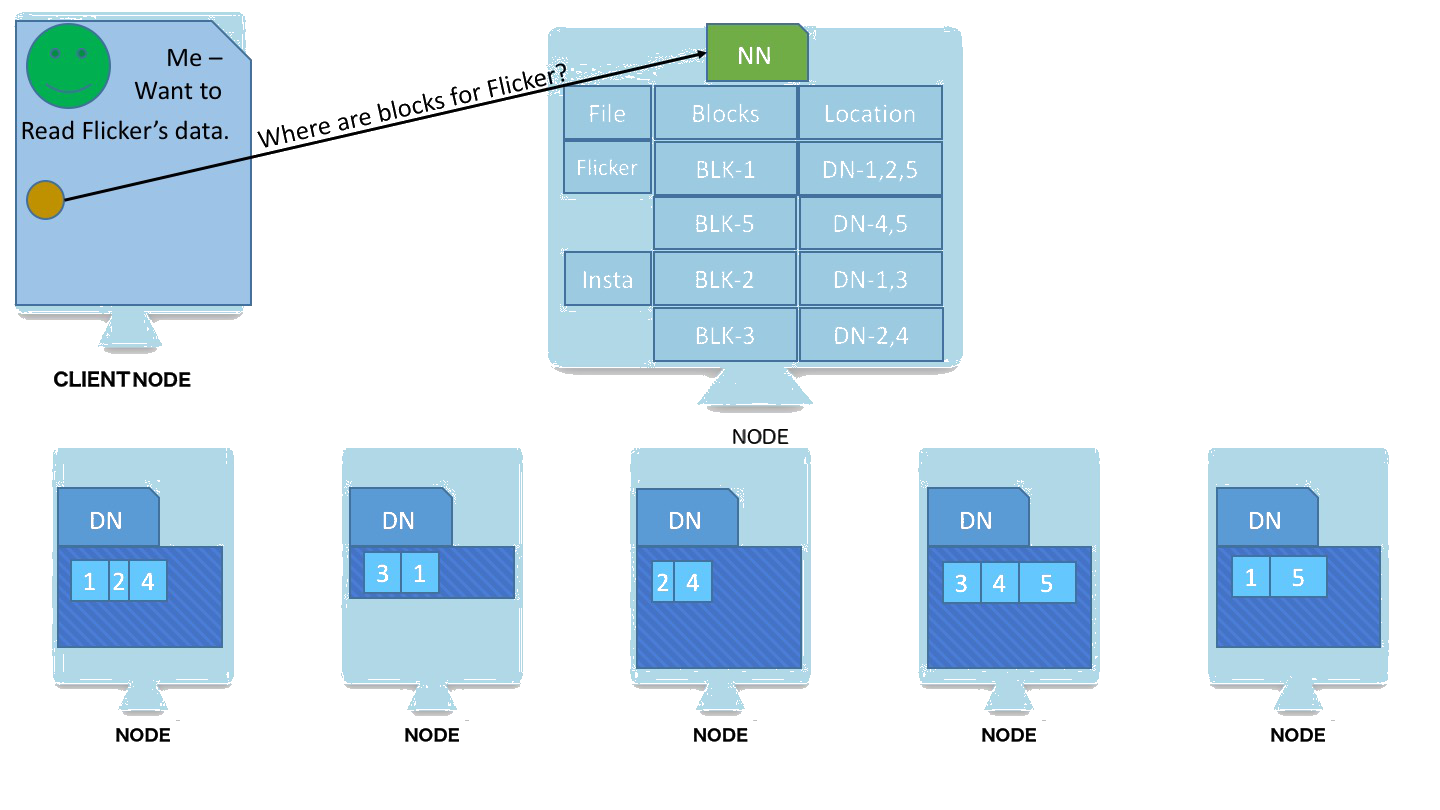 Me –
Want to
Read Flicker's data.
Where are blocks for Flicker?
NN
File Blocks Location
Flicker BLK-1 DN-1,2,5
BLK-5 DN-4,5
Insta BLK-2 DN-1,3
BLK-3 DN-2,4
CLIENTNODE
NODE
DN DN DN DN DN
1 2 4 3 1 2 4 3 4 5 1 5
NODE NODE NODE NODE NODE